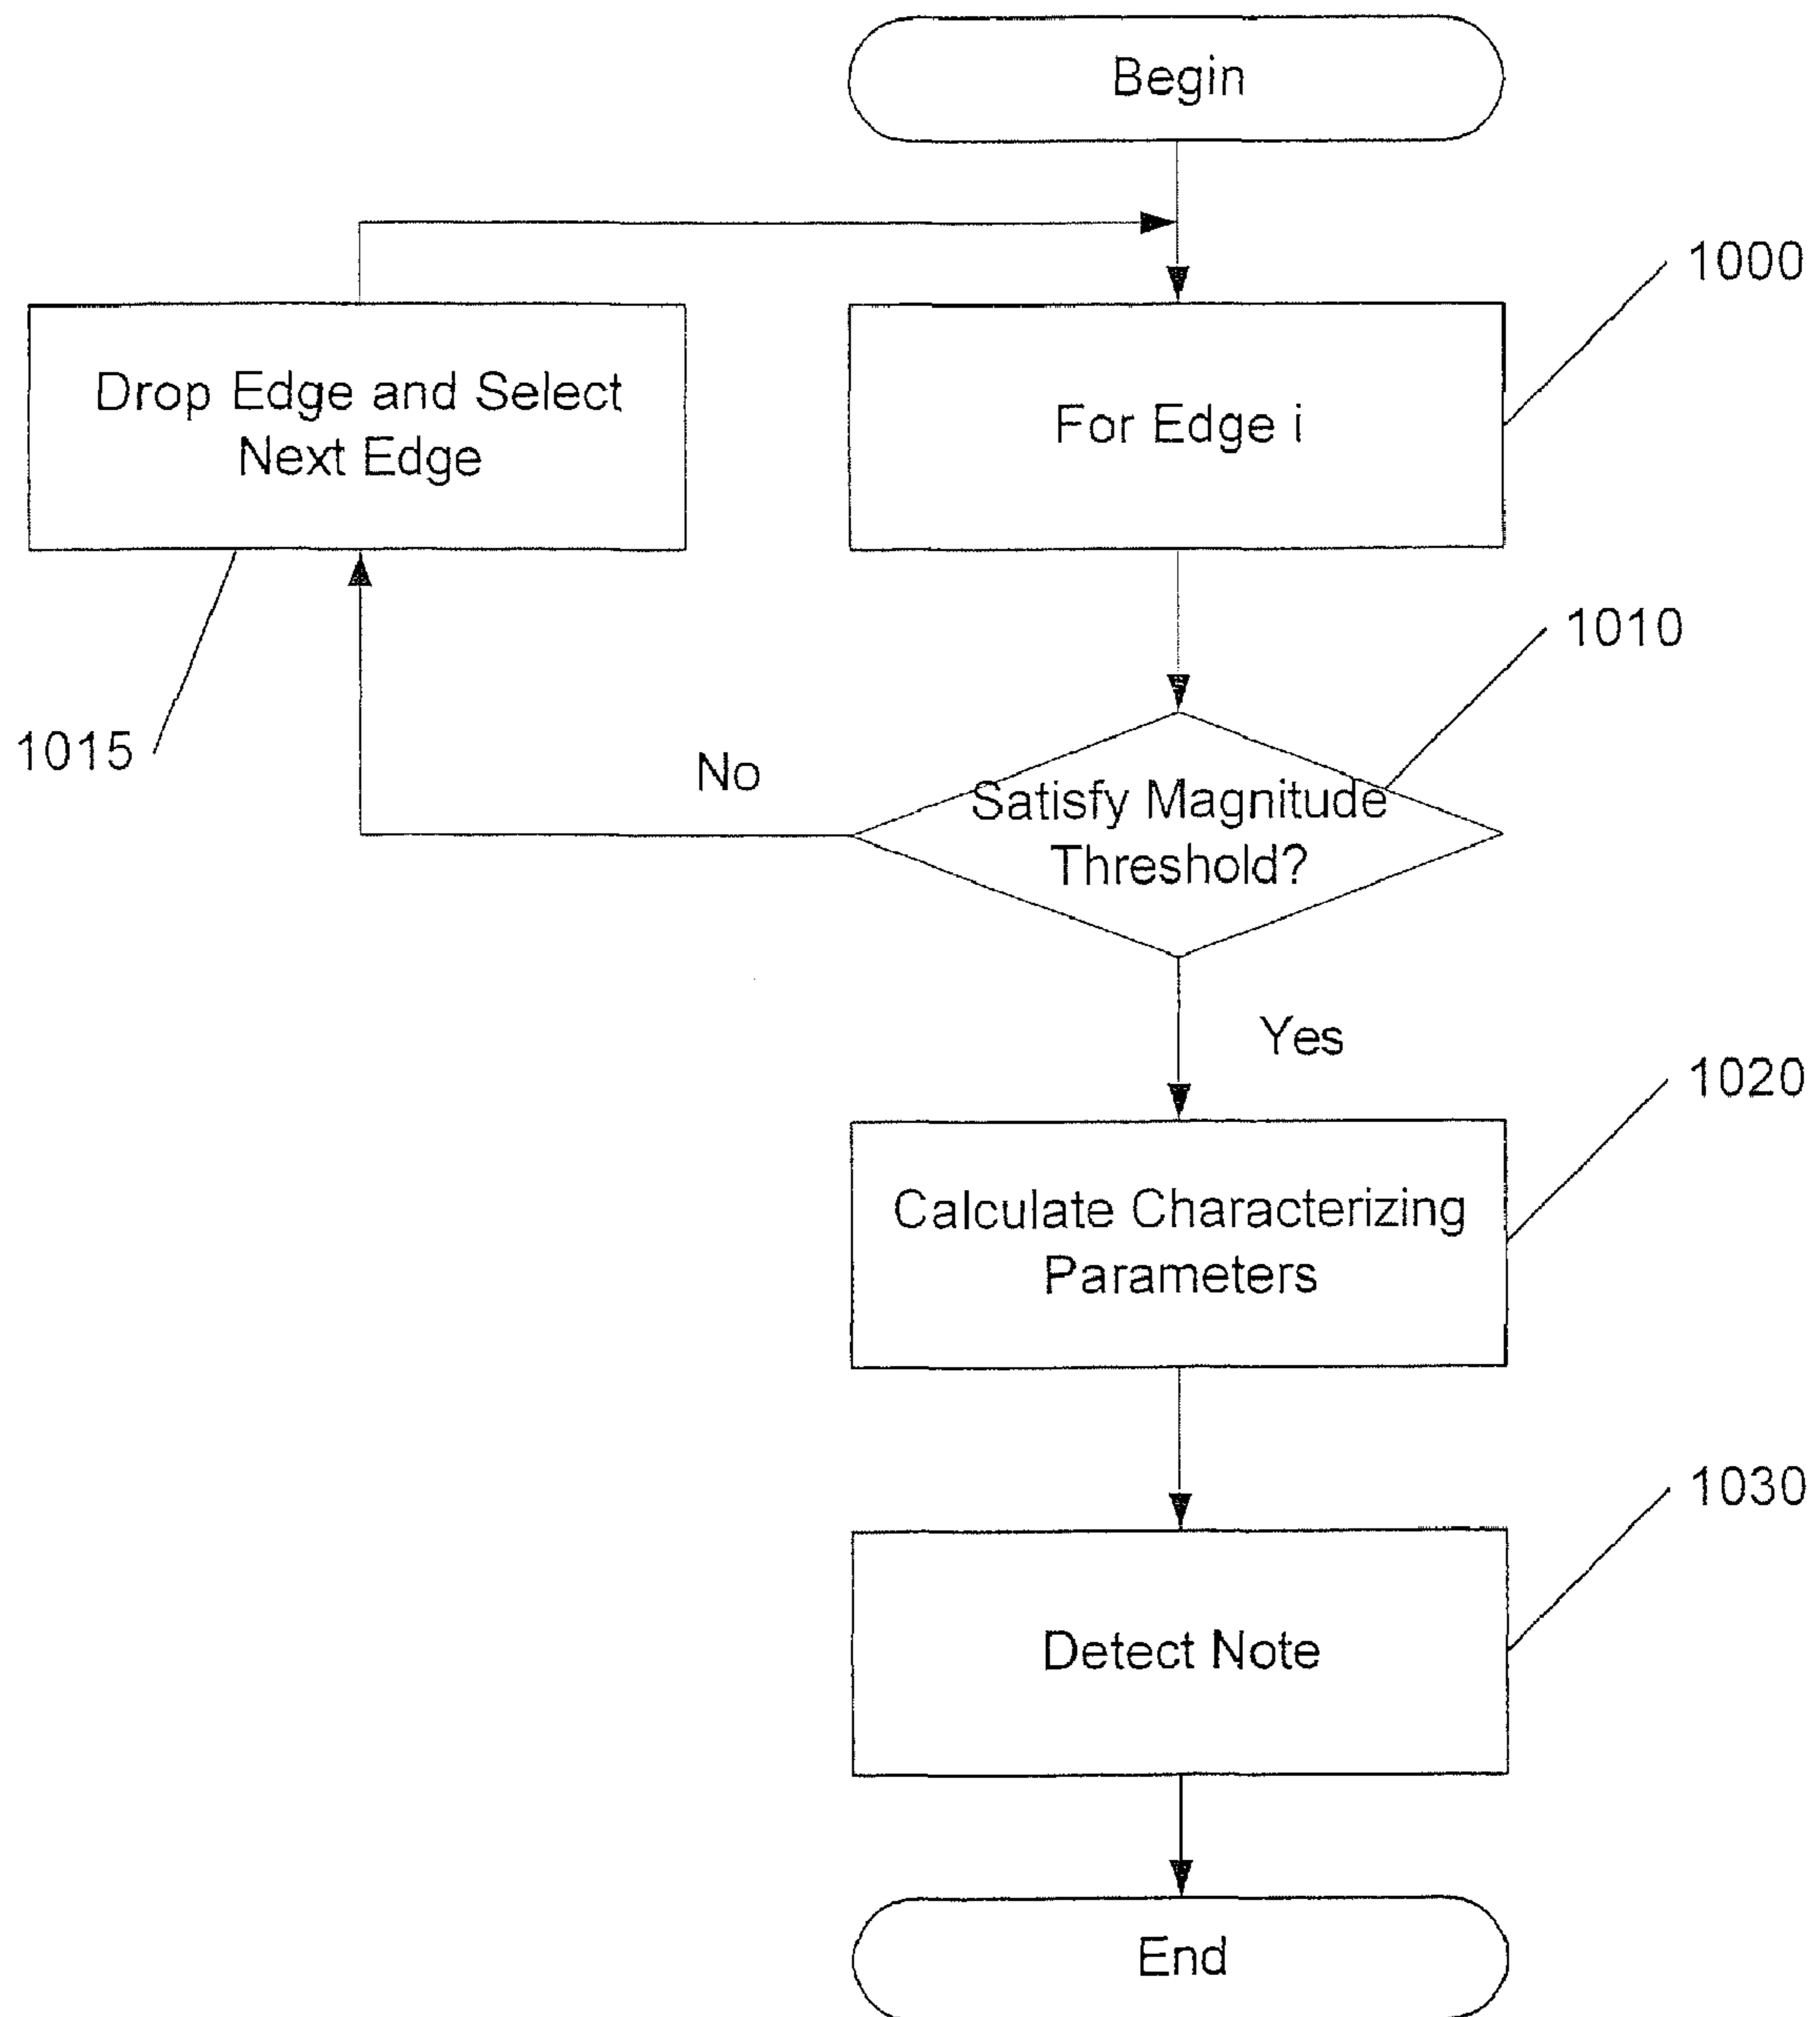 Begin
1000
Drop Edge and Select
Next Edge
For Edge i
1010
1015
No
Satisfy Magnitude
Threshold?
Yes
1020
Calculate Characterizing
Parameters
1030
Detect Note
End